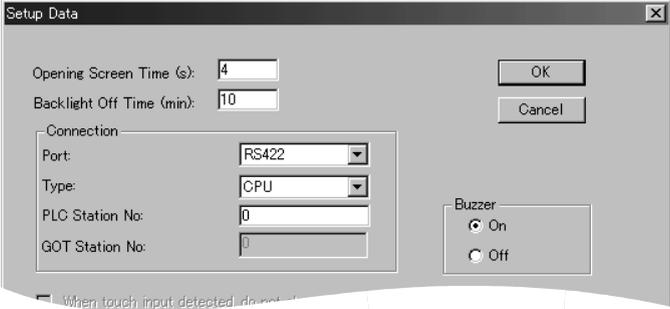 Setup Data
Opening Screen Time (s): 4
Backlight Off Time (min): 10
OK
Cancel
Connection
Port: RS422
Type: CPU
PLC Station No: 0
GOT Station No: 0
Buzzer
On
Off
When touch input detected, do not